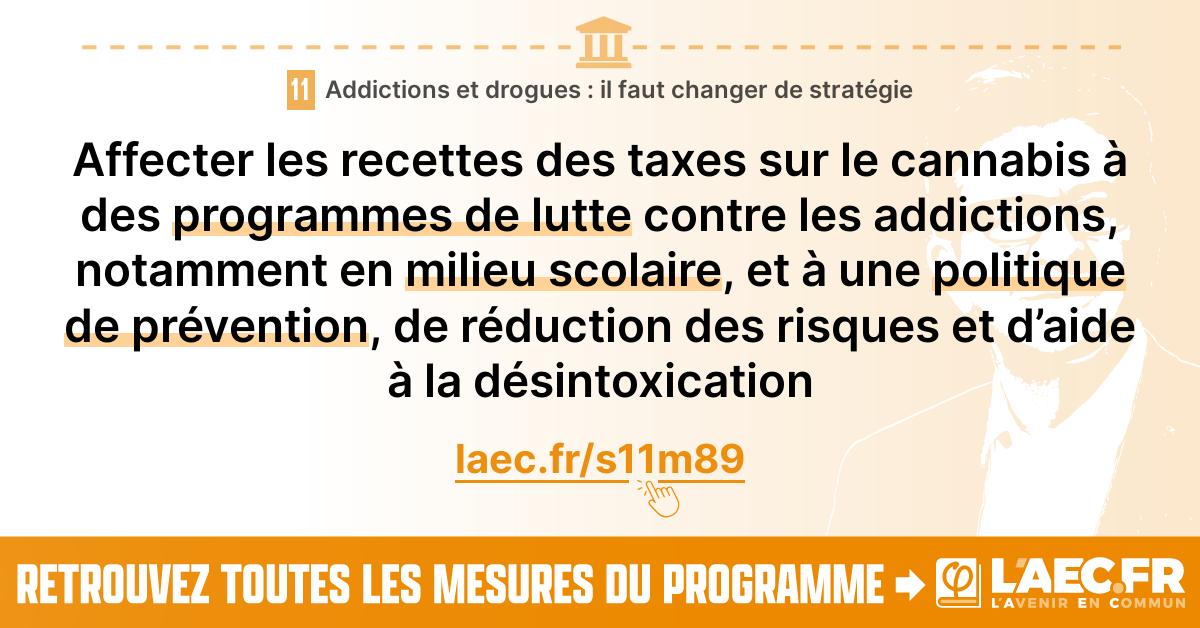 11 Addictions et drogues : il faut changer de stratégie
Affecter les recettes des taxes sur le cannabis à
des programmes de lutte contre les addictions,
notamment en milieu scolaire, et à une politique
de prévention, de réduction des risques et d’aide
à la désintoxication
laec.fr/s11m89
RETROUVEZ TOUTES LES MESURES DU PROGRAMME
L'AEC.FR
L'AVENIR EN COMMUN